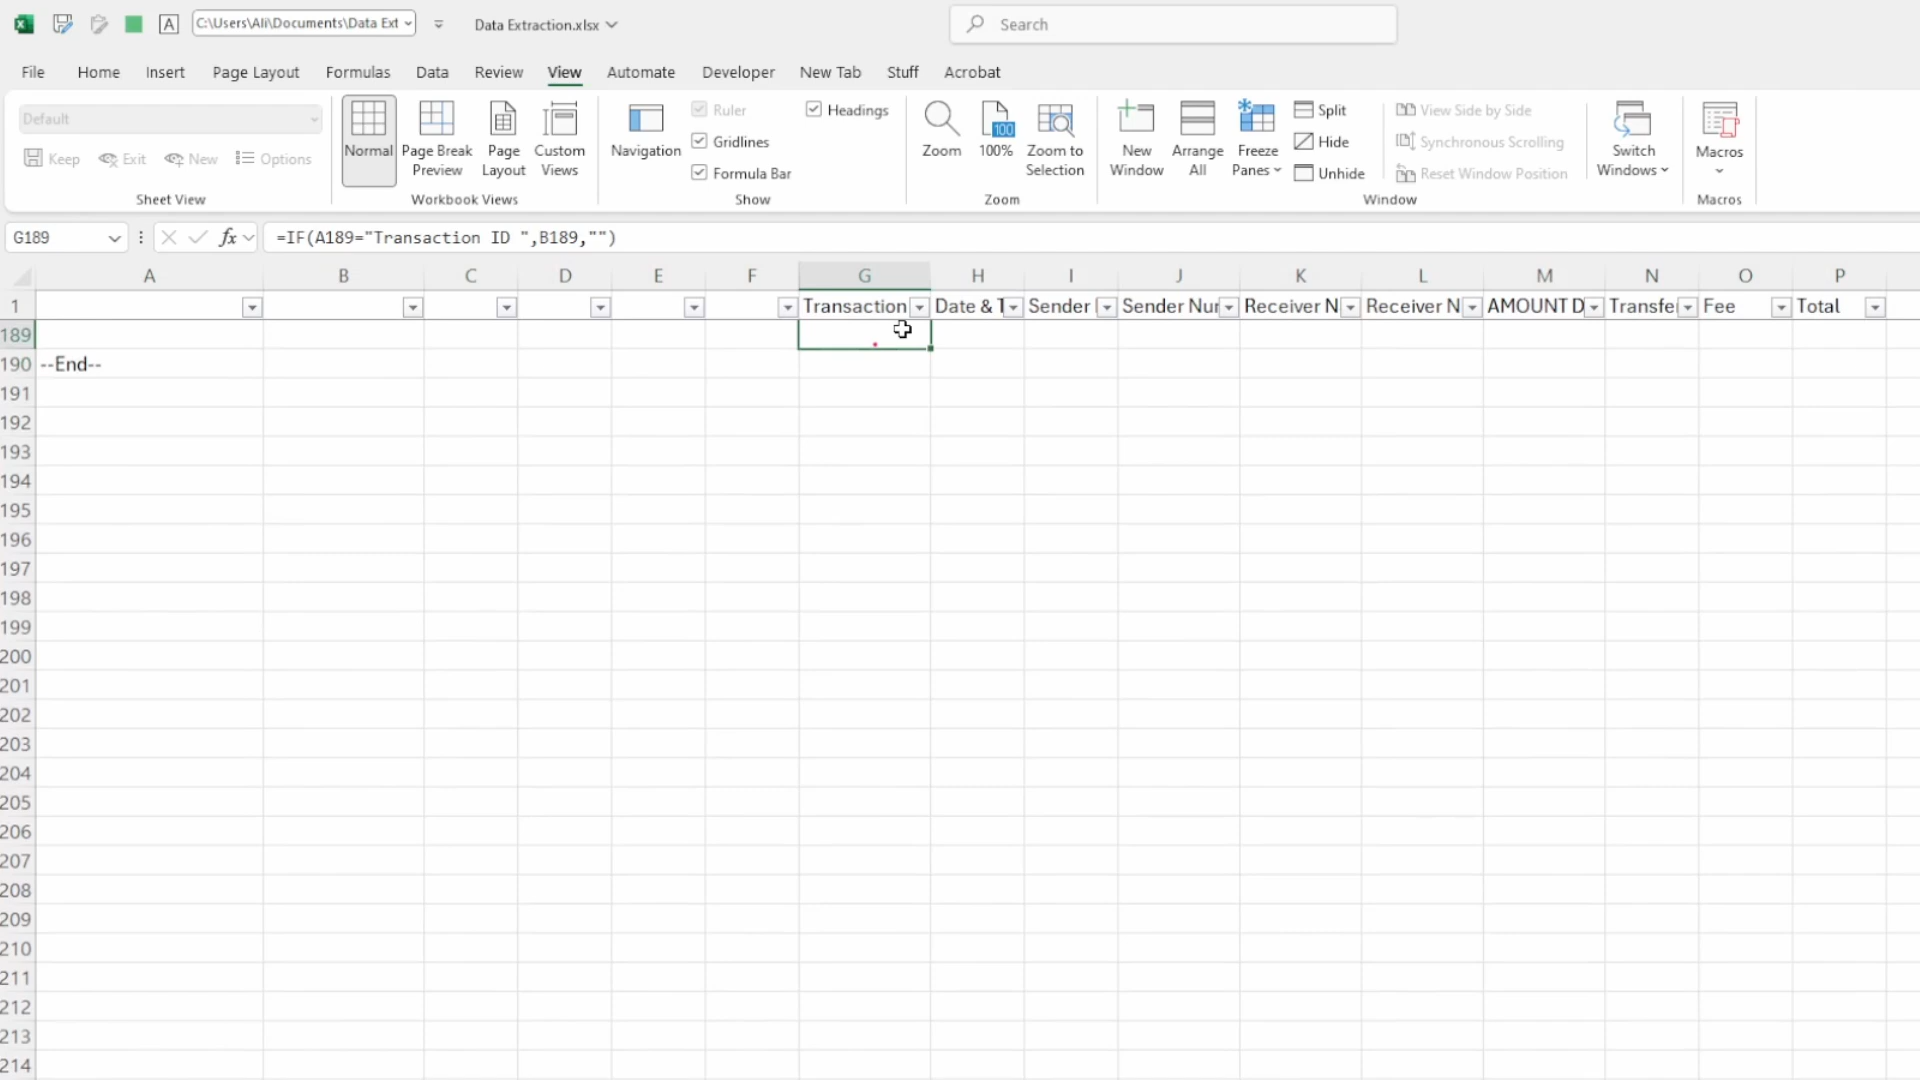 A C:\Users\Ali\Documents\Data Ext Data Extraction.xlsx Search
File Home Insert Page Layout Formulas Data Review View Automate Developer New Tab Stuff Acrobat
Default
Keep Exit New Options
Sheet View
Normal Page Break Preview Page Layout Custom Views
Workbook Views
Navigation Ruler Gridlines Formula Bar Headings
Show
Zoom 100 100% Zoom to Selection
Zoom
New Window Arrange All Freeze Panes Split Hide Unhide View Side by Side Synchronous Scrolling Reset Window Position Switch Windows
Window
Macros
Macros
G189 fx =IF(A189="Transaction ID ",B189,"")
A B C D E F G H I J K L M N O P
1 Transaction Date & T Sender Sender Nur Receiver N Receiver N AMOUNT D Transfe Fee Total
189
190 --End--
191
192
193
194
195
196
197
198
199
200
201
202
203
204
205
206
207
208
209
210
211
212
213
214